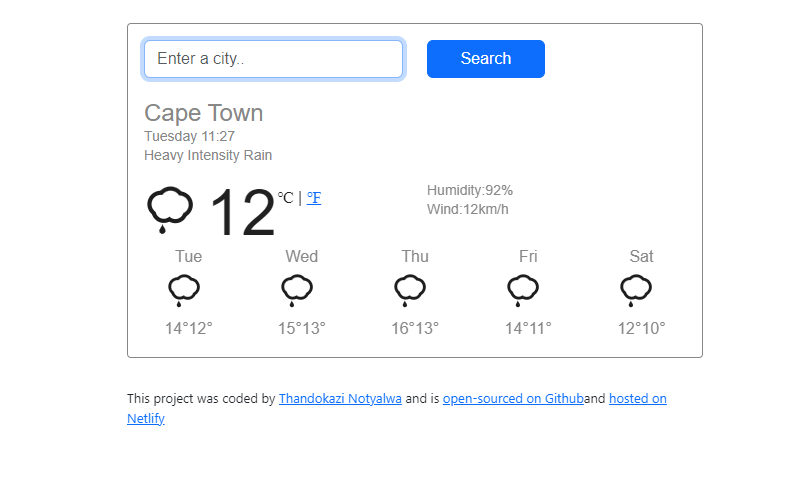 Enter a city..
Search
Cape Town
Tuesday 11:27
Heavy Intensity Rain
12°C | °F
Humidity:92%
Wind:12km/h
Tue Wed Thu Fri Sat
14°12° 15°13° 16°13° 14°11° 12°10°
This project was coded by Thandokazi Notyalwa and is open-sourced on Githuband hosted on
Netlify